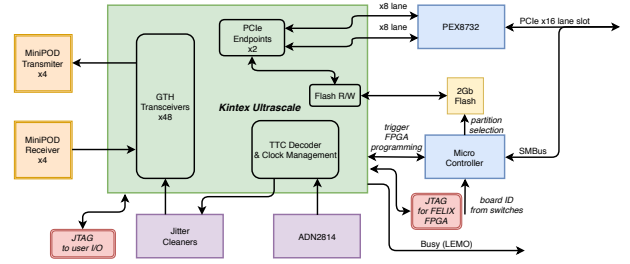 x8 lane
x8 lane
PCIe
Endpoints
x2
PEX8732
PCIe x16 lane slot
MiniPOD
Transmiter
x4
GTH
Transceivers
x48
Flash R/W
2Gb
Flash
Kintex Ultrascale
partition
selection
TTC Decoder
& Clock Management
trigger
FPGA
programming
Micro
Controller
SMBus
MiniPOD
Receiver
x4
JTAG
for FELIX
FPGA
board ID
from switches
JTAG
to user I/O
Jitter
Cleaners
ADN2814
Busy (LEMO)